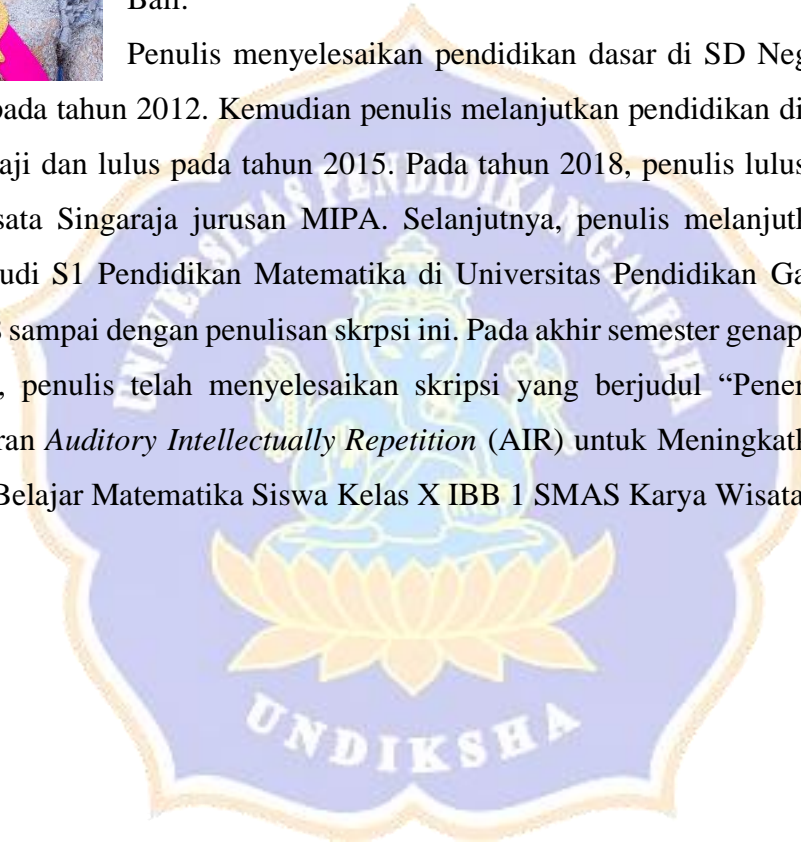 Bali.
Penulis menyelesaikan pendidikan dasar di SD Neg
pada tahun 2012. Kemudian penulis melanjutkan pendidikan di
aji dan lulus pada tahun 2015. Pada tahun 2018, penulis lulus
sata Singaraja jurusan MIPA. Selanjutnya, penulis melanjut
udi S1 Pendidikan Matematika di Universitas Pendidikan Ga
sampai dengan penulisan skrpsi ini. Pada akhir semester genap
, penulis telah menyelesaikan skripsi yang berjudul “Pener
ran Auditory Intellectually Repetition (AIR) untuk Meningkat
Belajar Matematika Siswa Kelas X IBB 1 SMAS Karya Wisata
UNIVERSITAS PENDIDIKAN GANESHA
UNDIKSHA